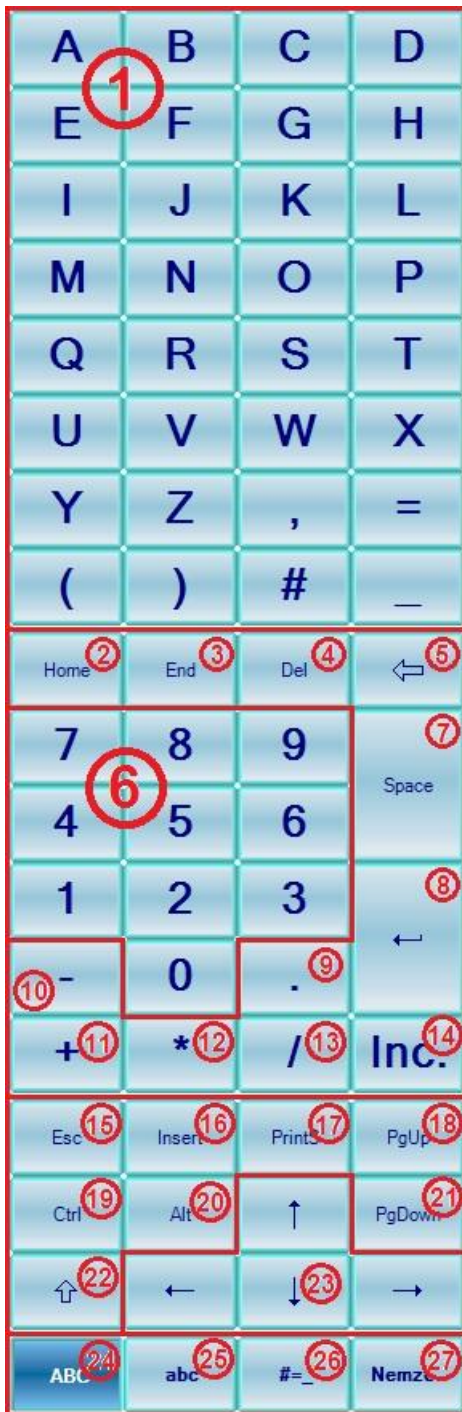 A B C D
1
E F G H
I J K L
M N O P
Q R S T
U V W X
Y Z , =
( ) # _
Home 2 End 3 Del 4 ⇦ 5
7 8 9 7
6 Space
4 5 6
8
1 2 3 ↵
10 - 0 . 9
+ 11 * 12 / 13 Inc. 14
Esc 15 Insert 16 17 PgUp 18
Ctrl 19 Alt 20 ↑ PgDown 21
⇧ 22 ← ↓ 23 →
ABC 24 abc 25 #=_ 26 27